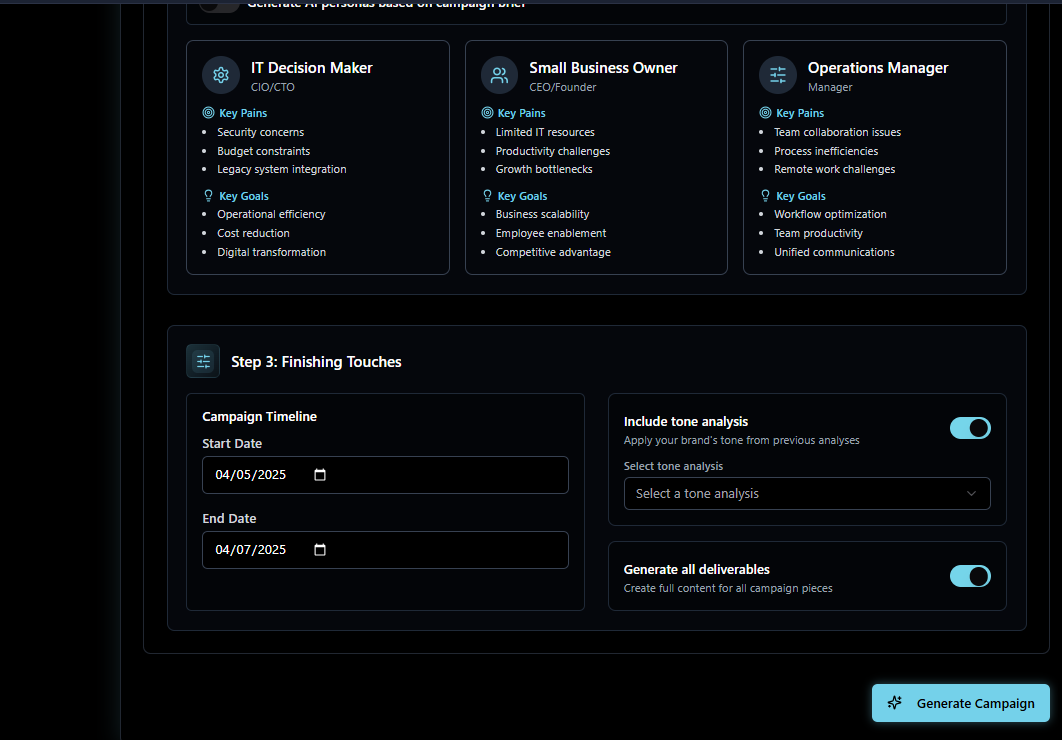 Generate AI personas based on campaign brief
IT Decision Maker
CIO/CTO
Key Pains
Security concerns
Budget constraints
Legacy system integration
Key Goals
Operational efficiency
Cost reduction
Digital transformation
Small Business Owner
CEO/Founder
Key Pains
Limited IT resources
Productivity challenges
Growth bottlenecks
Key Goals
Business scalability
Employee enablement
Competitive advantage
Operations Manager
Manager
Key Pains
Team collaboration issues
Process inefficiencies
Remote work challenges
Key Goals
Workflow optimization
Team productivity
Unified communications
Step 3: Finishing Touches
Campaign Timeline
Start Date
04/05/2025
End Date
04/07/2025
Include tone analysis
Apply your brand's tone from previous analyses
Select tone analysis
Select a tone analysis
Generate all deliverables
Create full content for all campaign pieces
Generate Campaign